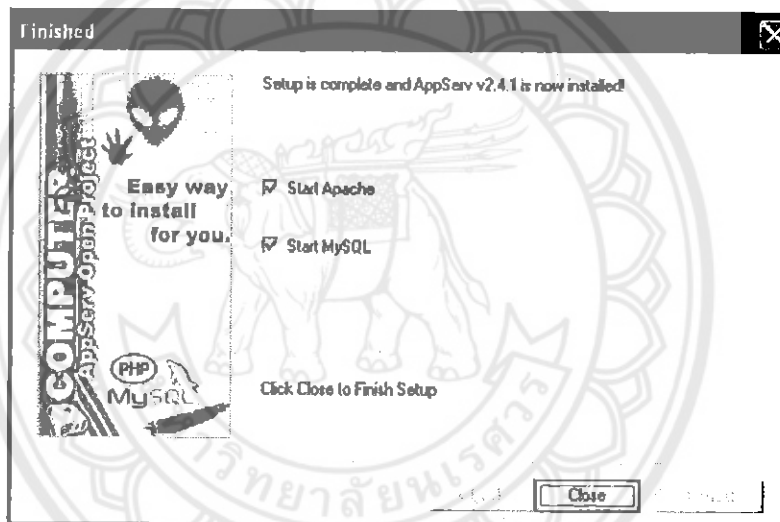 Finished
Setup is complete and AppServ v2.4.1 is now installed!
COMPUTER
AppServ Open Project
Easy way
to install
for you.
Start Apache
Start MySQL
PHP
MySQL
Click Close to Finish Setup
Close